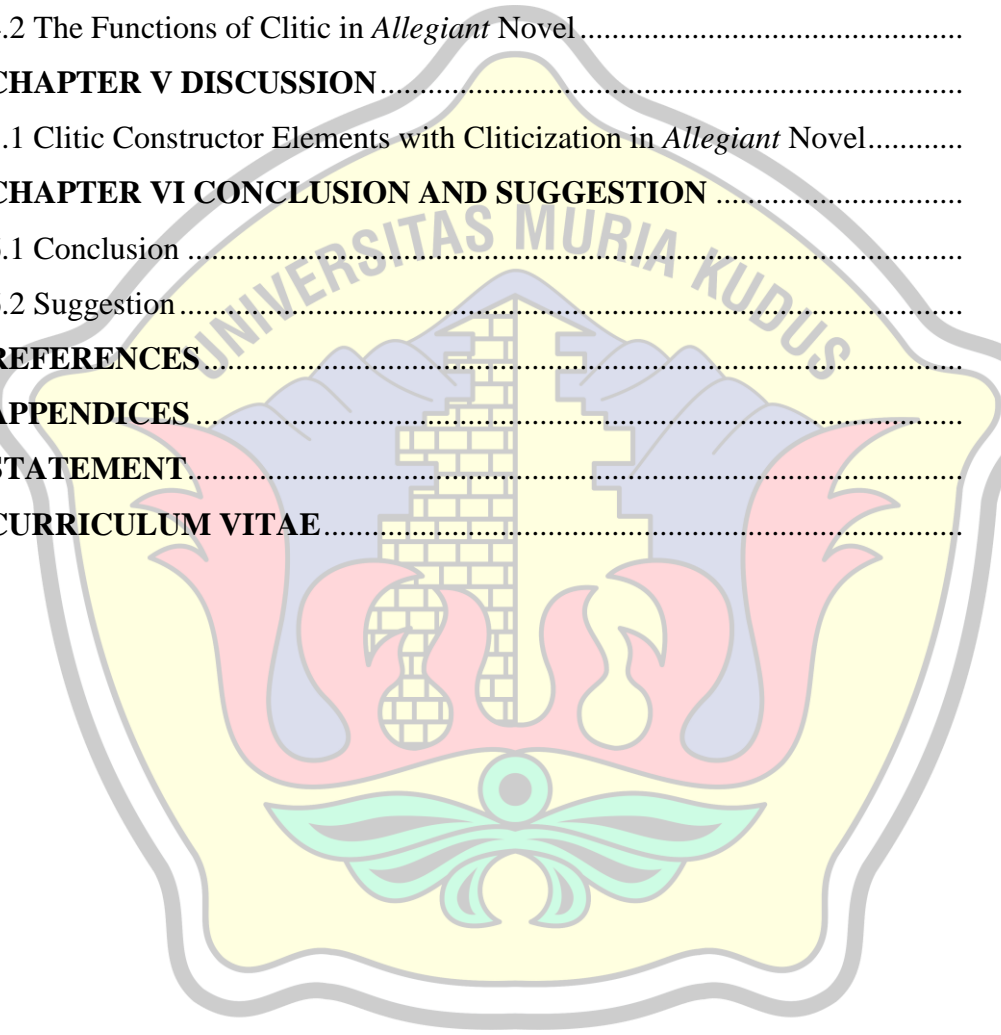 .2 The Functions of Clitic in Allegiant Novel ........................................
CHAPTER V DISCUSSION ........................................
.1 Clitic Constructor Elements with Cliticization in Allegiant Novel ............
CHAPTER VI CONCLUSION AND SUGGESTION ........................................
.1 Conclusion ........................................
.2 Suggestion ........................................
REFERENCES ........................................
APPENDICES ........................................
STATEMENT ........................................
CURRICULUM VITAE ........................................
UNIVERSITAS MURIA KUDUS